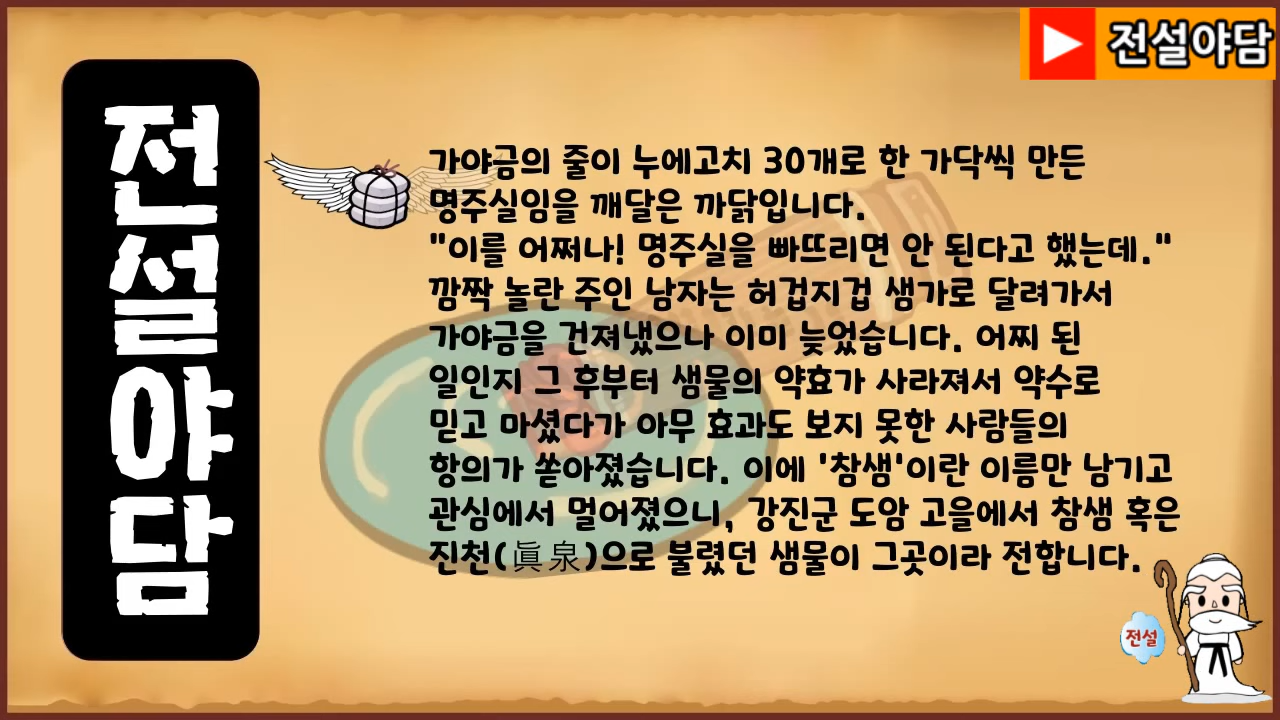 전설야담
전설야담
가야금의 줄이 누에고치 30개로 한 가닥씩 만든
명주실임을 깨달은 까닭입니다.
"이를 어쩌나! 명주실을 빠뜨리면 안 된다고 했는데."
깜짝 놀란 주인 남자는 허겁지겁 샘가로 달려가서
가야금을 건져냈으나 이미 늦었습니다. 어찌 된
일인지 그 후부터 샘물의 약효가 사라져서 약수로
믿고 마셨다가 아무 효과도 보지 못한 사람들의
항의가 쏟아졌습니다. 이에 '참샘'이란 이름만 남기고
관심에서 멀어졌으니, 강진군 도암 고을에서 참샘 혹은
진천(眞泉)으로 불렸던 샘물이 그곳이라 전합니다.
전설